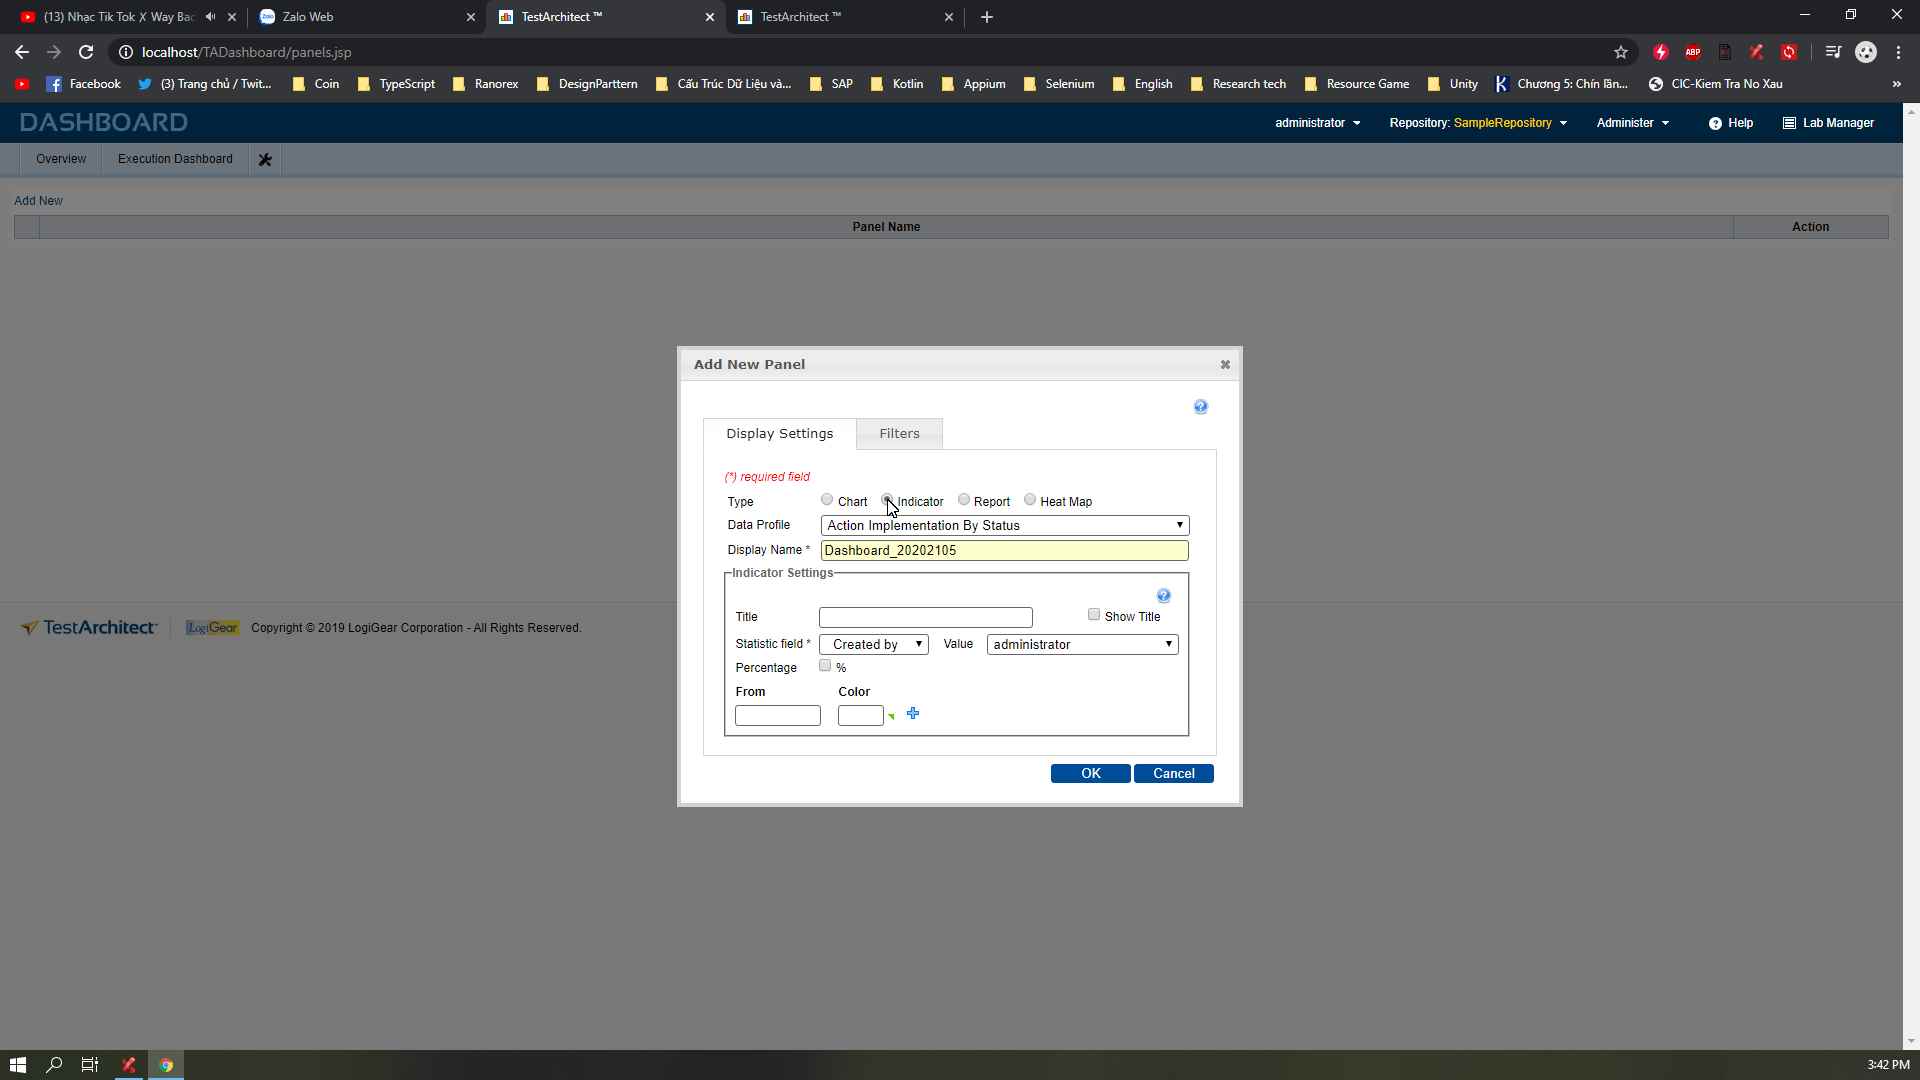 (13) Nhạc Tik Tok X Way Bac
Zalo Web
TestArchitect ™
TestArchitect ™
localhost/TADashboard/panels.jsp
ABP
Facebook
(3) Trang chủ / Twit...
Coin
TypeScript
Ranorex
DesignParttern
Cấu Trúc Dữ Liệu và...
SAP
Kotlin
Appium
Selenium
English
Research tech
Resource Game
Unity
Chương 5: Chín lần...
CIC-Kiem Tra No Xau
»
DASHBOARD
administrator
Repository: SampleRepository
Administer
Help
Lab Manager
Overview
Execution Dashboard
Add New
Panel Name
Action
Add New Panel
Display Settings
Filters
(*) required field
Type
Chart
Indicator
Report
Heat Map
Data Profile
Action Implementation By Status
Display Name *
Dashboard_20202105
Indicator Settings
Title
Show Title
Statistic field *
Created by
Value
administrator
Percentage
%
From
Color
OK
Cancel
TestArchitect™
LogiGear
Copyright © 2019 LogiGear Corporation - All Rights Reserved.
3:42 PM